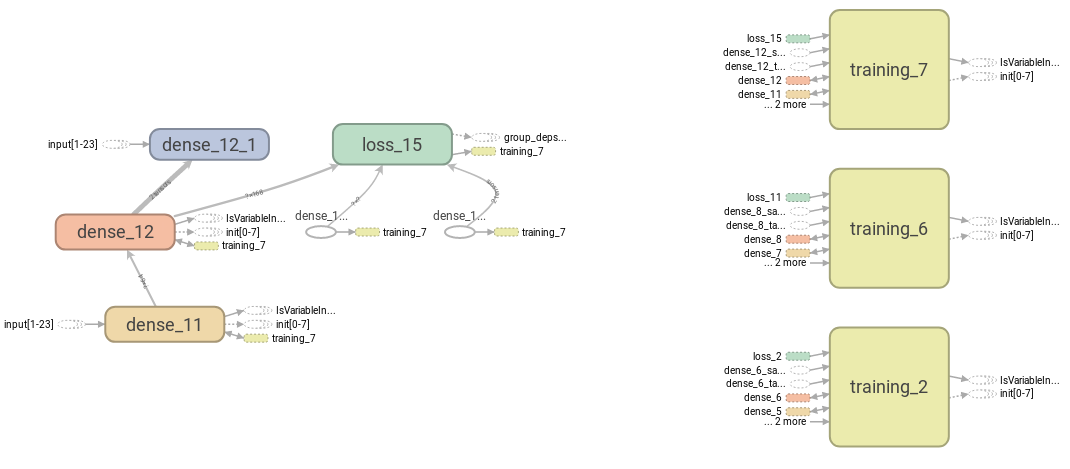 input[1-23]
dense_12_1
loss_15
group_deps...
training_7
dense_12
IsVariableIn...
init[0-7]
training_7
dense_1...
training_7
dense_1...
training_7
input[1-23]
dense_11
IsVariableIn...
init[0-7]
training_7
loss_15
dense_12_s...
dense_12_t...
dense_12
dense_11
... 2 more
training_7
IsVariableIn...
init[0-7]
loss_11
dense_8_sa...
dense_8_ta...
dense_8
dense_7
... 2 more
training_6
IsVariableIn...
init[0-7]
loss_2
dense_6_sa...
dense_6_ta...
dense_6
dense_5
... 2 more
training_2
IsVariableIn...
init[0-7]